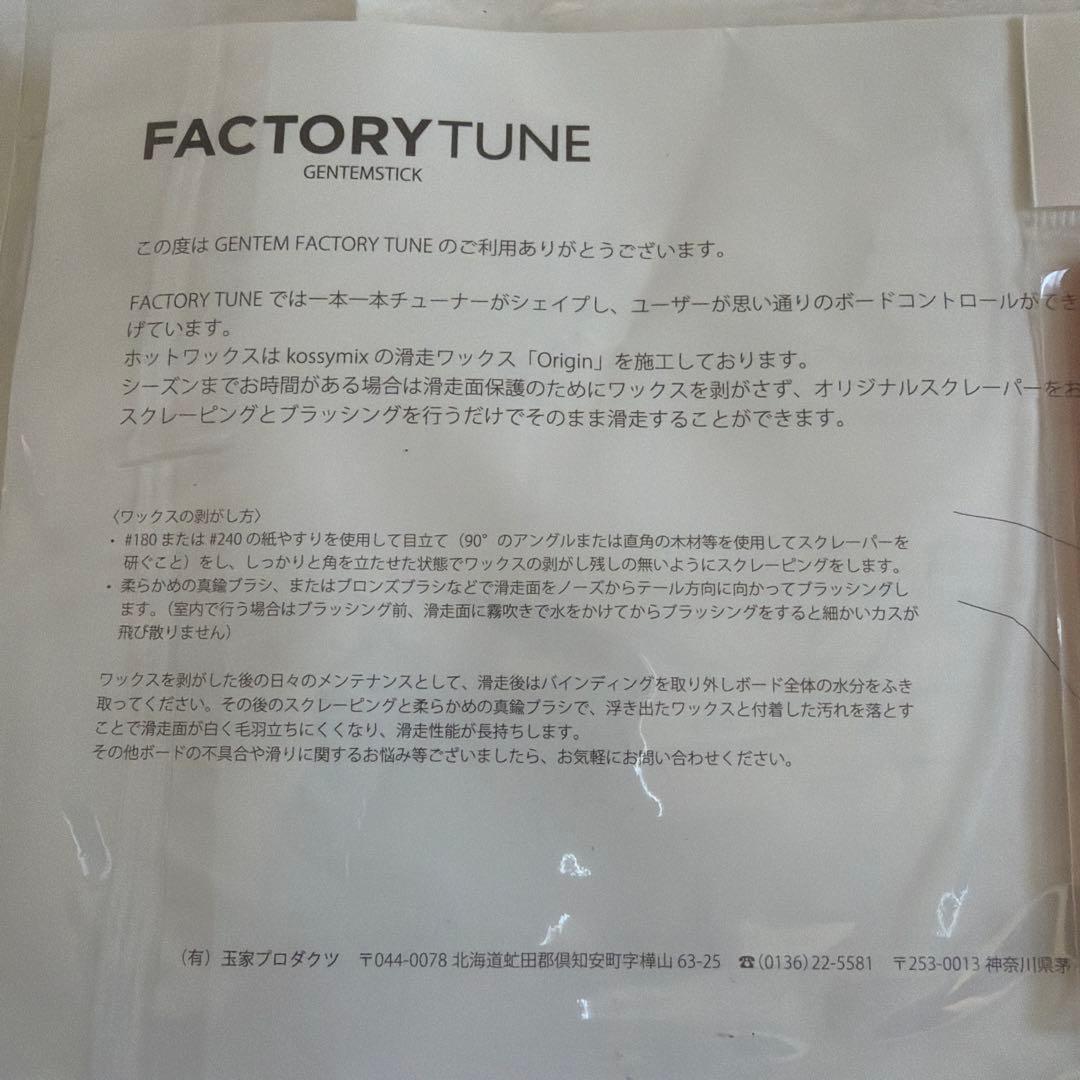 FACTORY TUNE
GENTEMSTICK
この度は GENTEM FACTORY TUNE のご利用ありがとうございます。
FACTORY TUNE では一本一本チューナーがシェイプし、ユーザーが思い通りのボードコントロールができ
げています。
ホットワックスは kossymix の滑走ワックス「Origin」を施工しております。
シーズンまでお時間がある場合は滑走面保護のためにワックスを剥がさず、オリジナルスクレーパーをお
スクレーピングとブラッシングを行うだけでそのまま滑走することができます。
〈ワックスの剥がし方〉
・ #180 または #240 の紙やすりを使用して目立て（90°のアングルまたは直角の木材等を使用してスクレーパーを
研ぐこと）をし、しっかりと角を立たせた状態でワックスの剥がし残しの無いようにスクレーピングをします。
・ 柔らかめの真鍮ブラシ、またはブロンズブラシなどで滑走面をノーズからテール方向に向かってブラッシングし
ます。（室内で行う場合はブラッシング前、滑走面に霧吹きで水をかけてからブラッシングをすると細かいカスが
飛び散りません）
ワックスを剥がした後の日々のメンテナンスとして、滑走後はバインディングを取り外しボード全体の水分をふき
取ってください。その後のスクレーピングと柔らかめの真鍮ブラシで、浮き出たワックスと付着した汚れを落とす
ことで滑走面が白く毛羽立ちにくくなり、滑走性能が長持ちします。
その他ボードの不具合や滑りに関するお悩み等ございましたら、お気軽にお問い合わせください。
（有）玉家プロダクツ 〒044-0078 北海道虻田郡倶知安町字樺山 63-25 ☎(0136)22-5581 〒253-0013 神奈川県茅